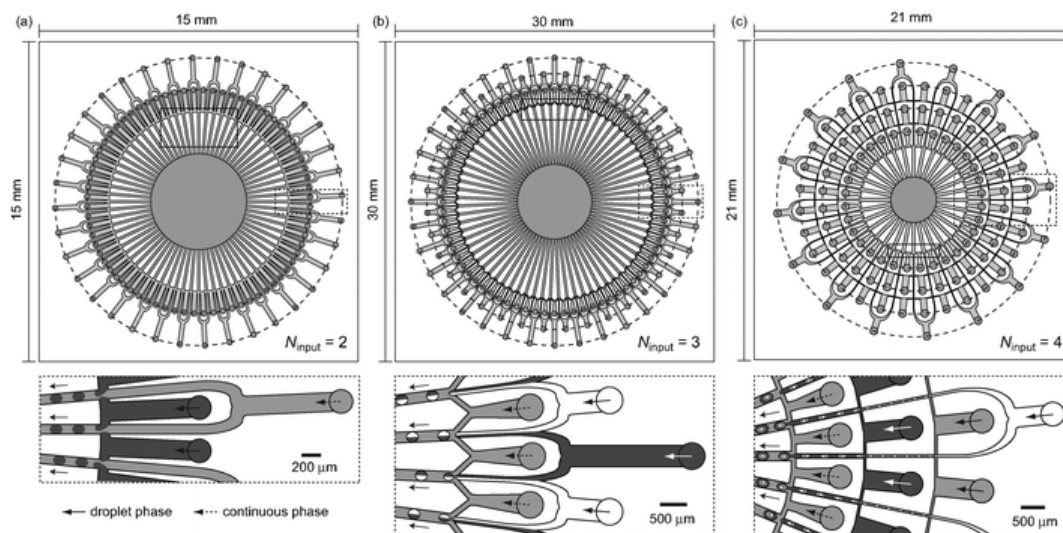 (a)
15 mm
15 mm
N_input = 2
(b)
30 mm
30 mm
N_input = 3
(c)
21 mm
21 mm
N_input = 4
200 μm
500 μm
500 μm
droplet phase
continuous phase